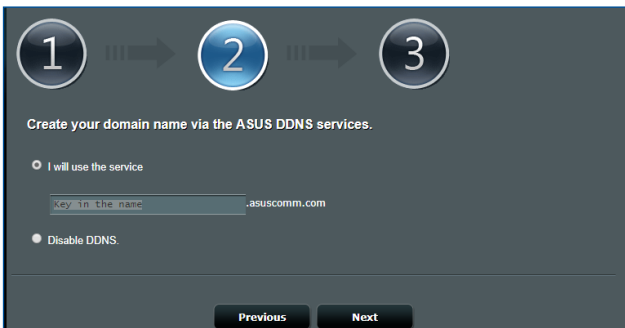 1 2 3
Create your domain name via the ASUS DDNS services.
I will use the service
Key in the name .asuscomm.com
Disable DDNS.
Previous Next